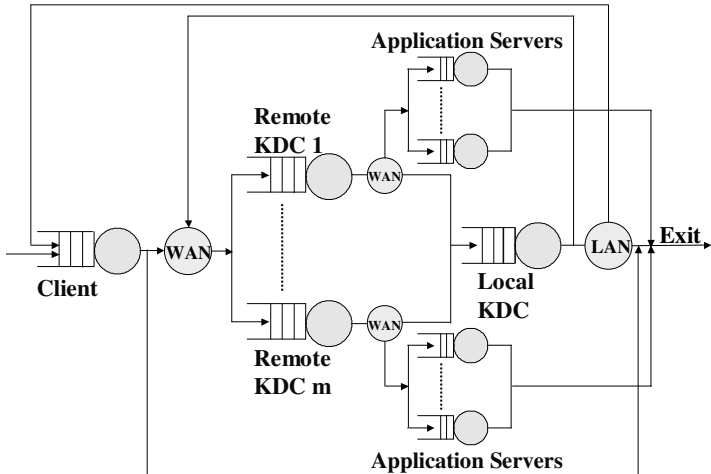 Application Servers
Remote
KDC 1
WAN
WAN
LAN
Exit
Client
Local
KDC
WAN
Remote
KDC m
Application Servers